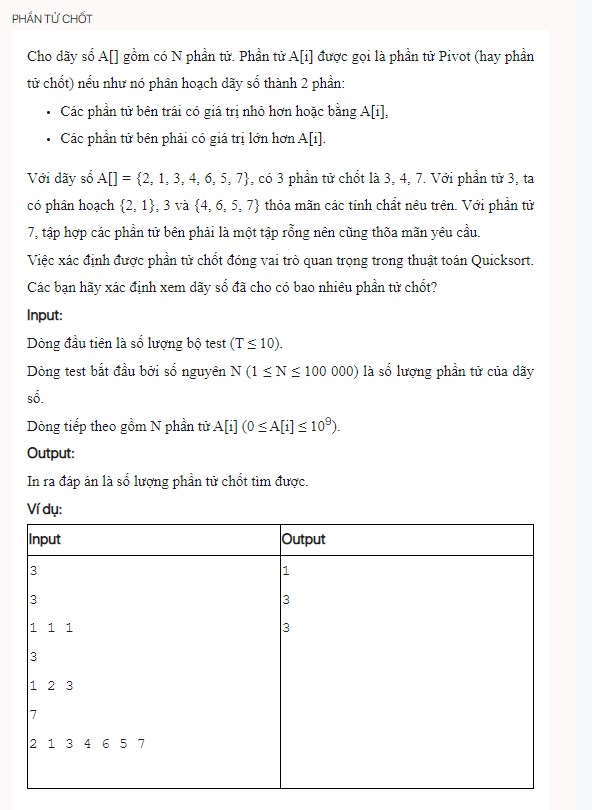 PHẦN TỬ CHỐT
Cho dãy số A[] gồm có N phần tử. Phần tử A[i] được gọi là phần tử Pivot (hay phần
tử chốt) nếu như nó phân hoạch dãy số thành 2 phần:
• Các phần tử bên trái có giá trị nhỏ hơn hoặc bằng A[i],
• Các phần tử bên phải có giá trị lớn hơn A[i].
Với dãy số A[] = {2, 1, 3, 4, 6, 5, 7}, có 3 phần tử chốt là 3, 4, 7. Với phần tử 3, ta
có phân hoạch {2, 1}, 3 và {4, 6, 5, 7} thỏa mãn các tính chất nêu trên. Với phần tử
7, tập hợp các phần tử bên phải là một tập rỗng nên cũng thõa mãn yêu cầu.
Việc xác định được phần tử chốt đóng vai trò quan trọng trong thuật toán Quicksort.
Các bạn hãy xác định xem dãy số đã cho có bao nhiêu phần tử chốt?
Input:
Dòng đầu tiên là số lượng bộ test (T ≤ 10).
Dòng test bắt đầu bởi số nguyên N (1 ≤ N ≤ 100 000) là số lượng phần tử của dãy
số.
Dòng tiếp theo gồm N phần tử A[i] (0 ≤ A[i] ≤ 10⁹).
Output:
In ra đáp án là số lượng phần tử chốt tìm được.
Ví dụ:
Input Output
3 1
3 3
1 1 1 3
3
1 2 3
7
2 1 3 4 6 5 7